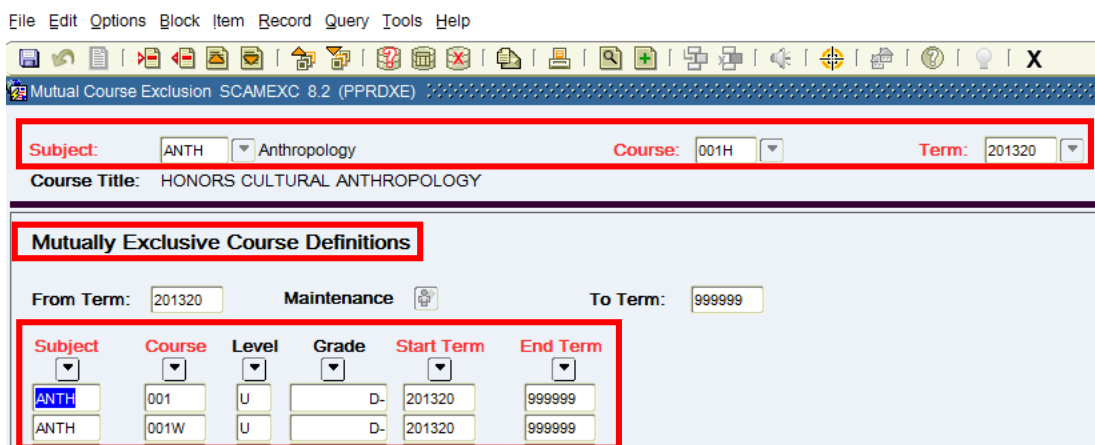 File Edit Options Block Item Record Query Tools Help
X
Mutual Course Exclusion SCAMEXC 8.2 (PPRDXE)
Subject: ANTH Anthropology Course: 001H Term: 201320
Course Title: HONORS CULTURAL ANTHROPOLOGY
Mutually Exclusive Course Definitions
From Term: 201320 Maintenance To Term: 999999
Subject Course Level Grade Start Term End Term
ANTH 001 U D- 201320 999999
ANTH 001W U D- 201320 999999